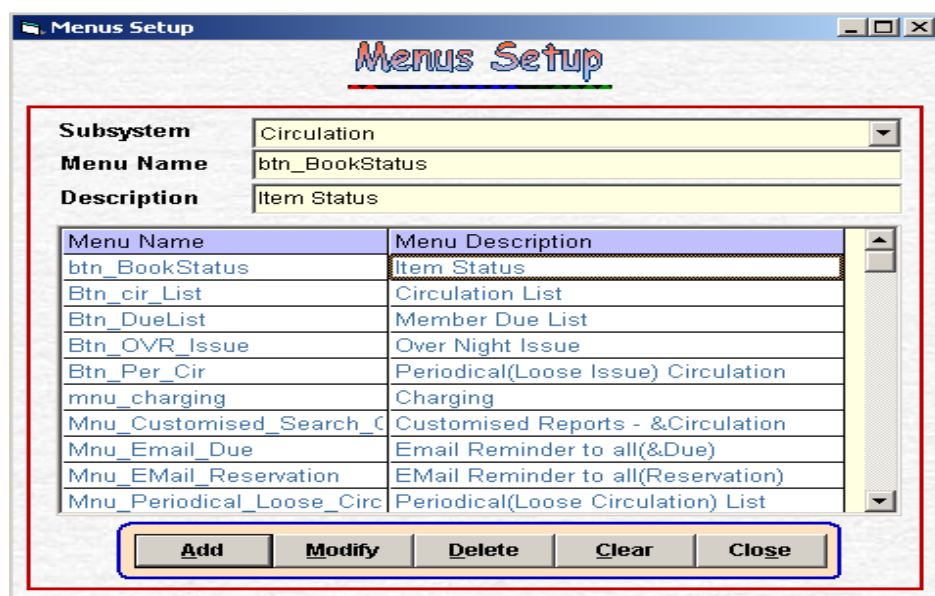 Menus Setup
Menus Setup
Subsystem Circulation
Menu Name btn_BookStatus
Description Item Status
Menu Name Menu Description
btn_BookStatus Item Status
Btn_cir_List Circulation List
Btn_DueList Member Due List
Btn_OVR_Issue Over Night Issue
Btn_Per_Cir Periodical(Loose Issue) Circulation
mnu_charging Charging
Mnu_Customised_Search_( Customised Reports - &Circulation
Mnu_Email_Due Email Reminder to all(&Due)
Mnu_EMail_Reservation EMail Reminder to all(Reservation)
Mnu_Periodical_Loose_Circ Periodical(Loose Circulation) List
Add Modify Delete Clear Close